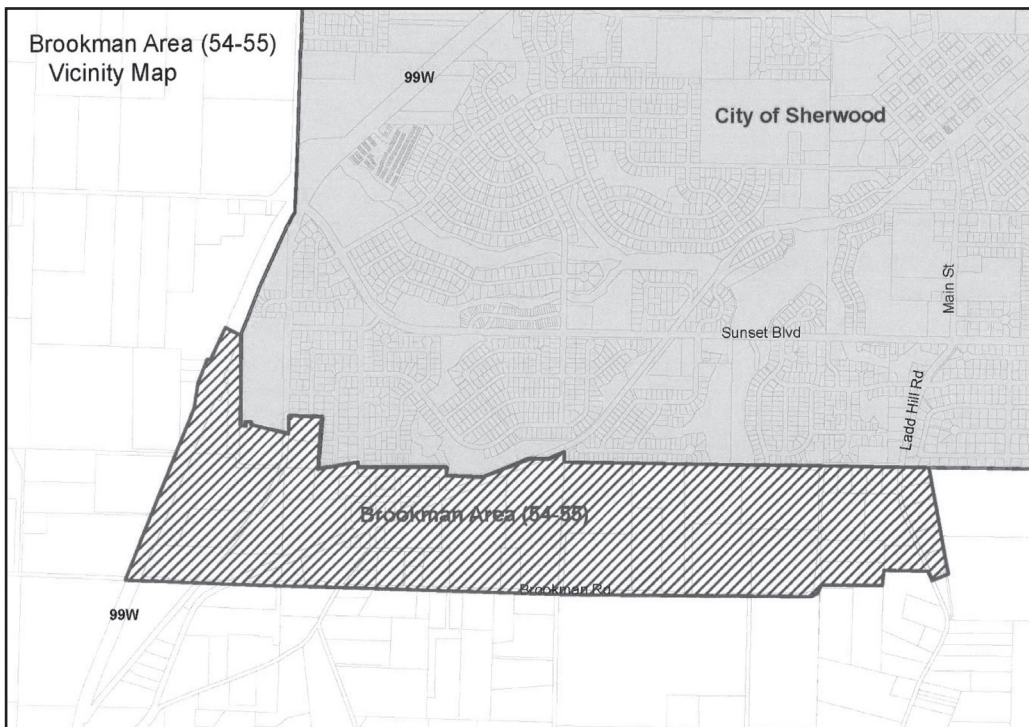 Brookman Area (54-55)
Vicinity Map
99W
City of Sherwood
Main St
Sunset Blvd
Ladd Hill Rd
Brookman Area (54-55)
Brookman Rd
99W